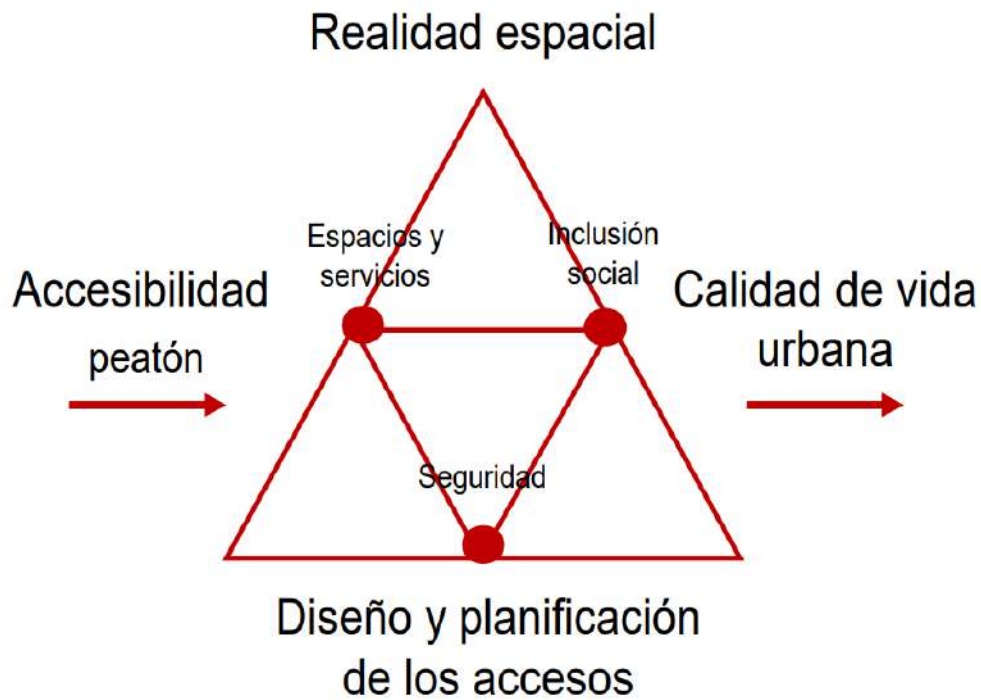 Realidad espacial
Espacios y
servicios
Inclusión
social
Accesibilidad
peatón
Calidad de vida
urbana
Seguridad
Diseño y planificación
de los accesos